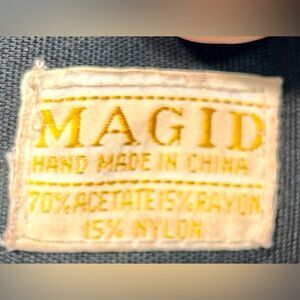 MAGID
HAND MADE IN CHINA
70% ACETATE 15% RAYON
15% NYLON